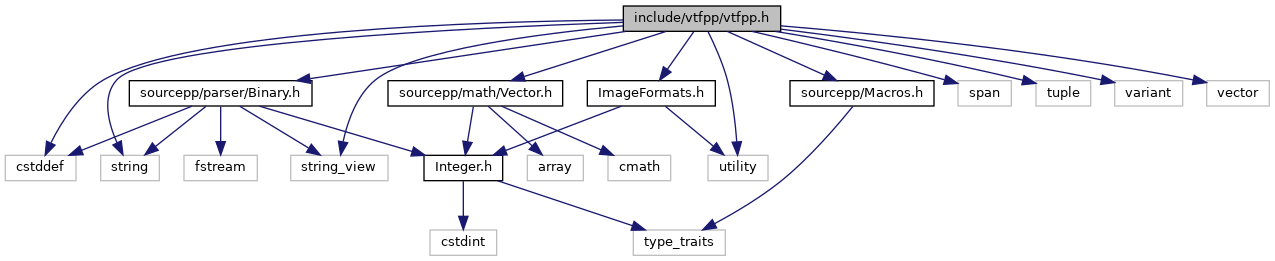 include/vtfpp/vtfpp.h
sourcepp/parser/Binary.h
sourcepp/math/Vector.h
ImageFormats.h
sourcepp/Macros.h
span
tuple
variant
vector
cstddef
string
fstream
string_view
Integer.h
array
cmath
utility
cstdint
type_traits